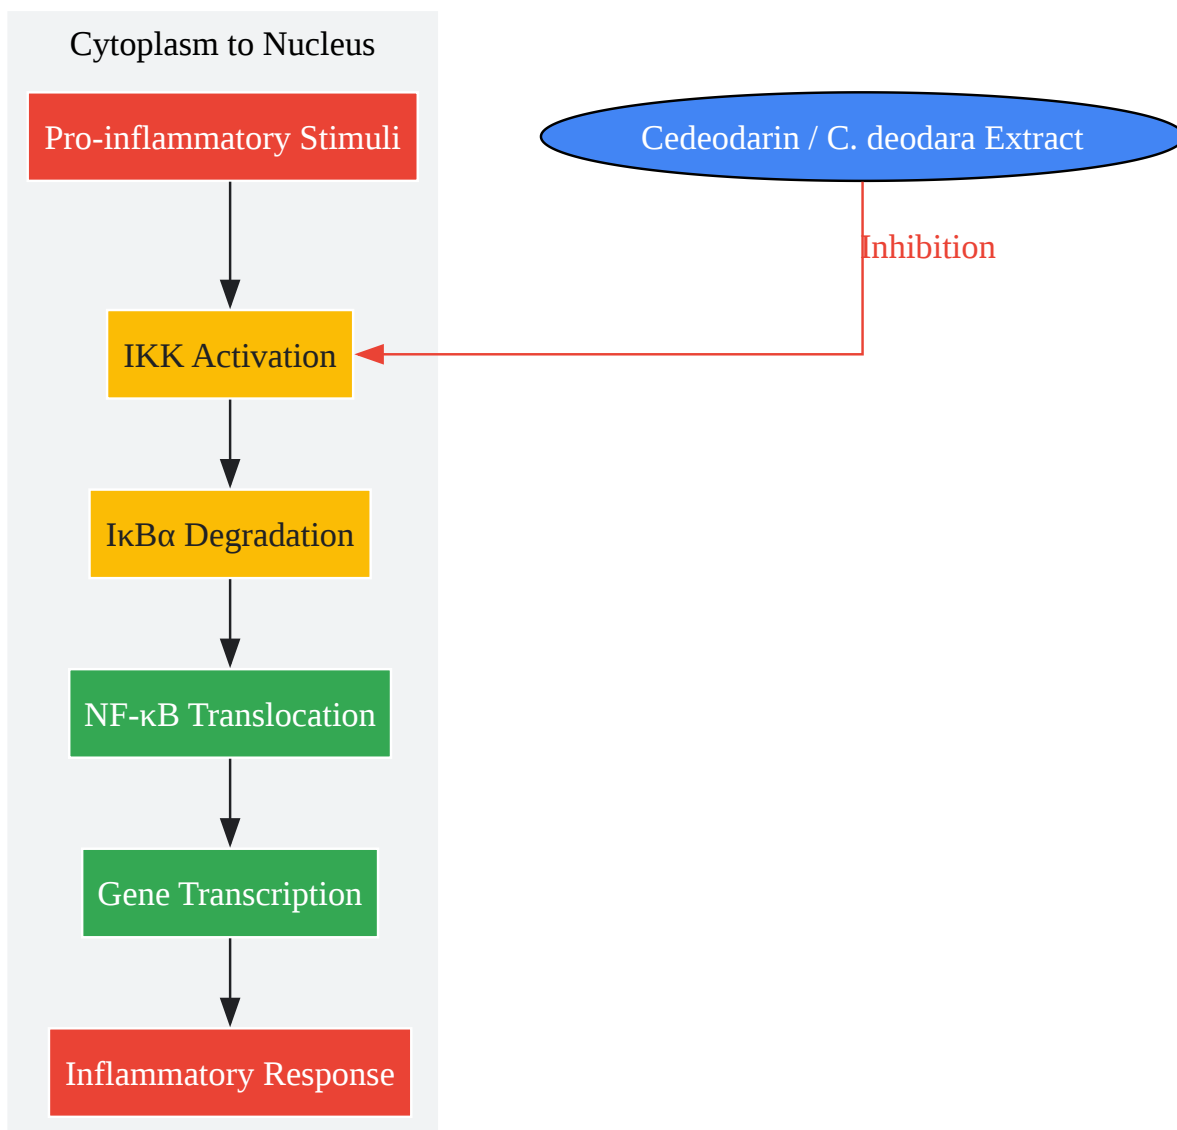 Cytoplasm to Nucleus
Pro-inflammatory Stimuli
Cedeodarin / C. deodara Extract
Inhibition
IKK Activation
IκBα Degradation
NF-κB Translocation
Gene Transcription
Inflammatory Response